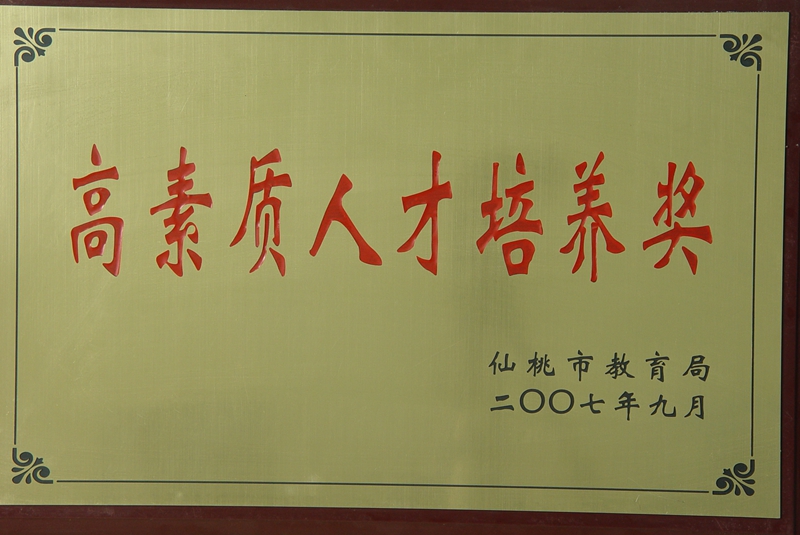 高素质人才培养奖
仙桃市教育局
二〇〇七年九月